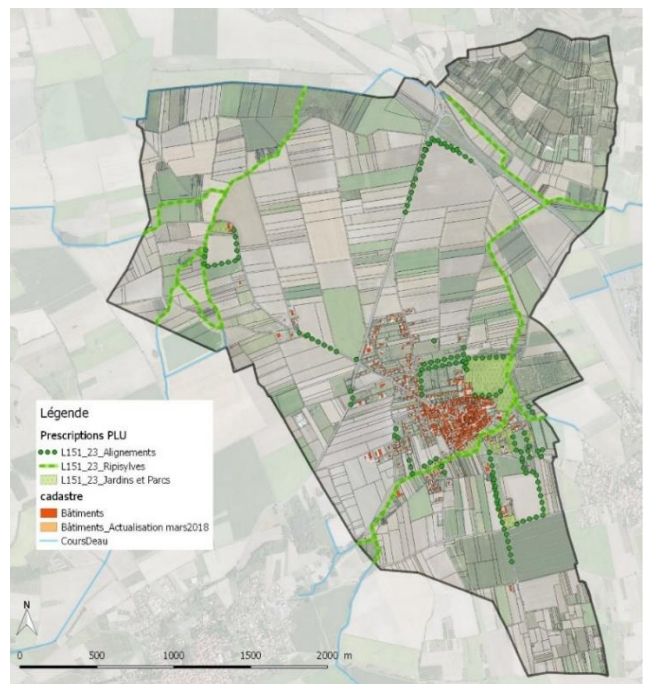 Légende
Prescriptions PLU
L151_23_Alignements
L151_23_Ripisylves
L151_23_Jardins et Parcs
cadastre
Bâtiments
Bâtiments_Actualisation mars2018
CoursDeau
N
0 500 1000 1500 2000 m